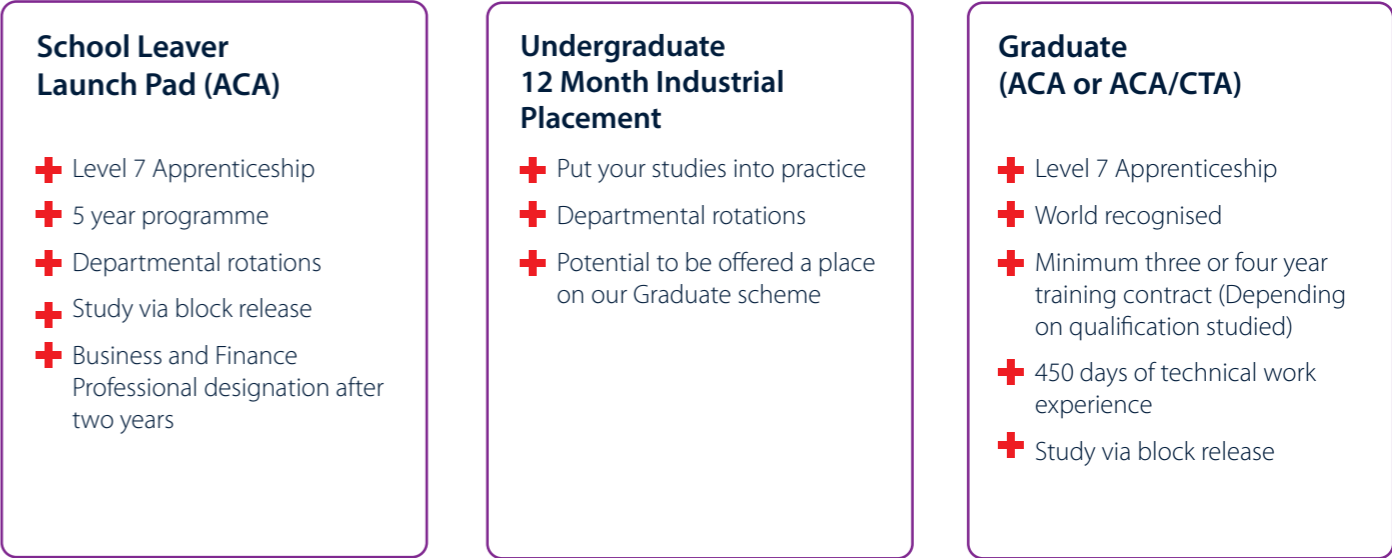 School Leaver
Launch Pad (ACA)
Level 7 Apprenticeship
5 year programme
Departmental rotations
Study via block release
Business and Finance
Professional designation after
two years
Undergraduate
12 Month Industrial
Placement
Put your studies into practice
Departmental rotations
Potential to be offered a place
on our Graduate scheme
Graduate
(ACA or ACA/CTA)
Level 7 Apprenticeship
World recognised
Minimum three or four year
training contract (Depending
on qualification studied)
450 days of technical work
experience
Study via block release